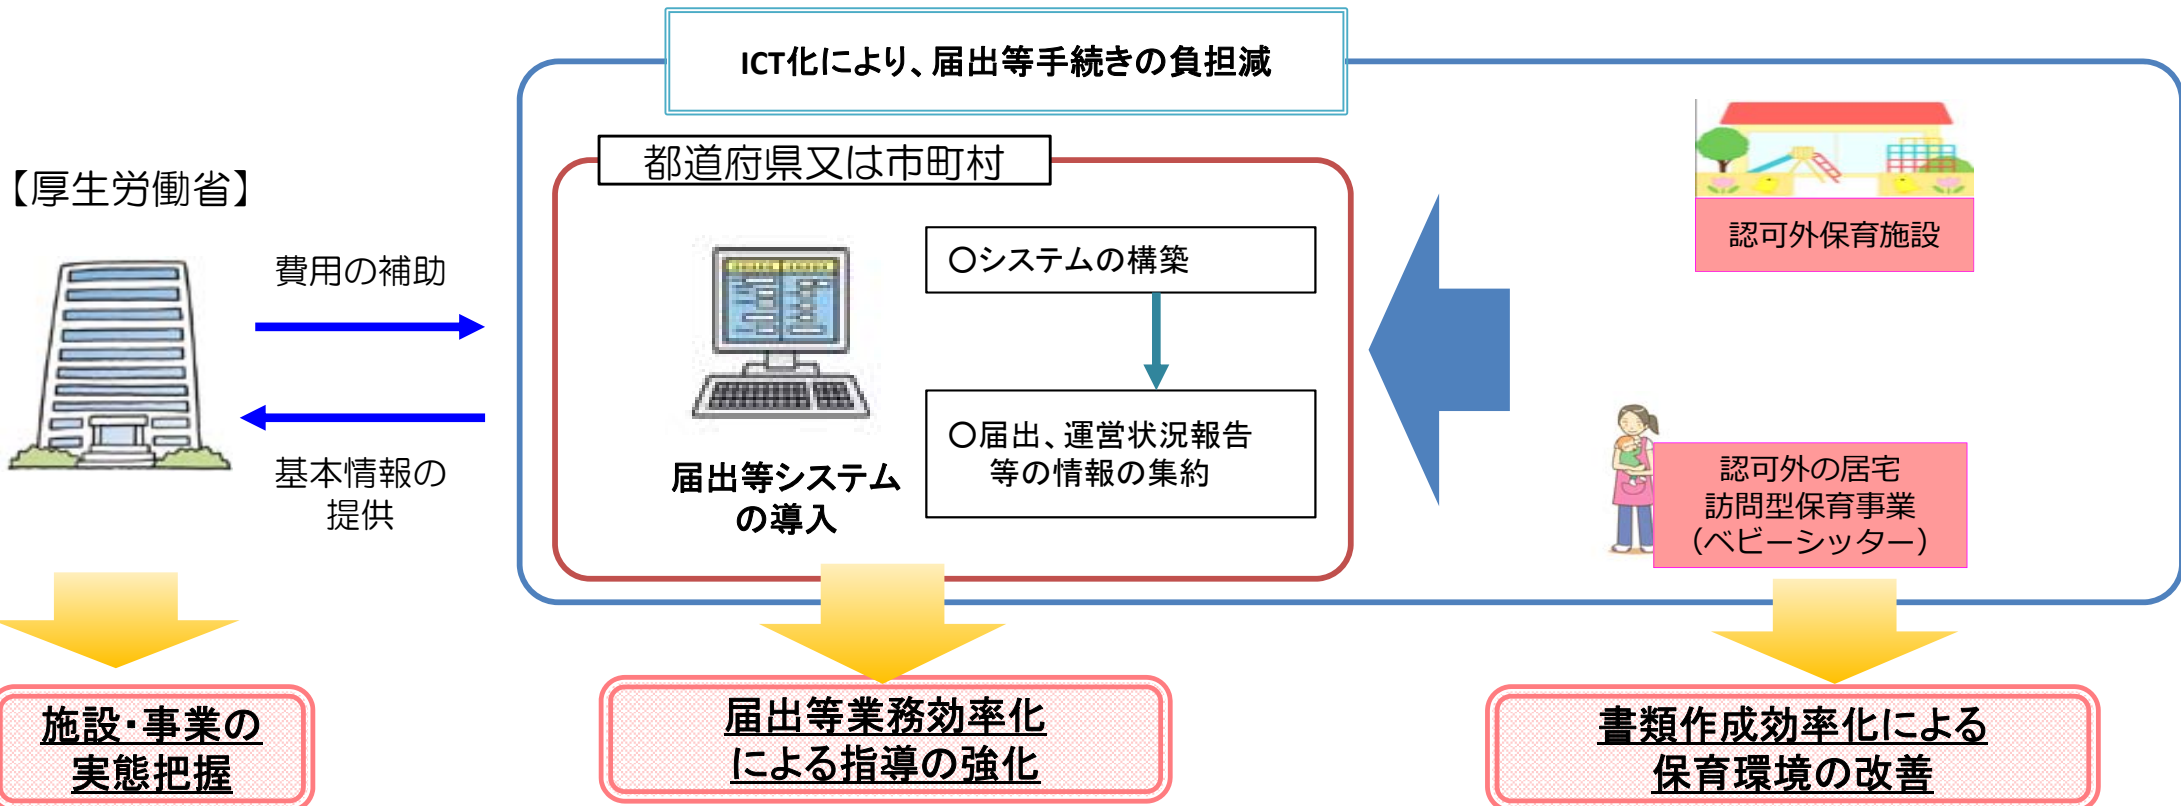 ICT化により、届出等手続きの負担減
都道府県又は市町村
【厚生労働省】
費用の補助
基本情報の
提供
届出等システム
の導入
〇システムの構築
〇届出、運営状況報告
等の情報の集約
認可外保育施設
認可外の居宅
訪問型保育事業
（ベビーシッター）
施設・事業の
実態把握
届出等業務効率化
による指導の強化
書類作成効率化による
保育環境の改善